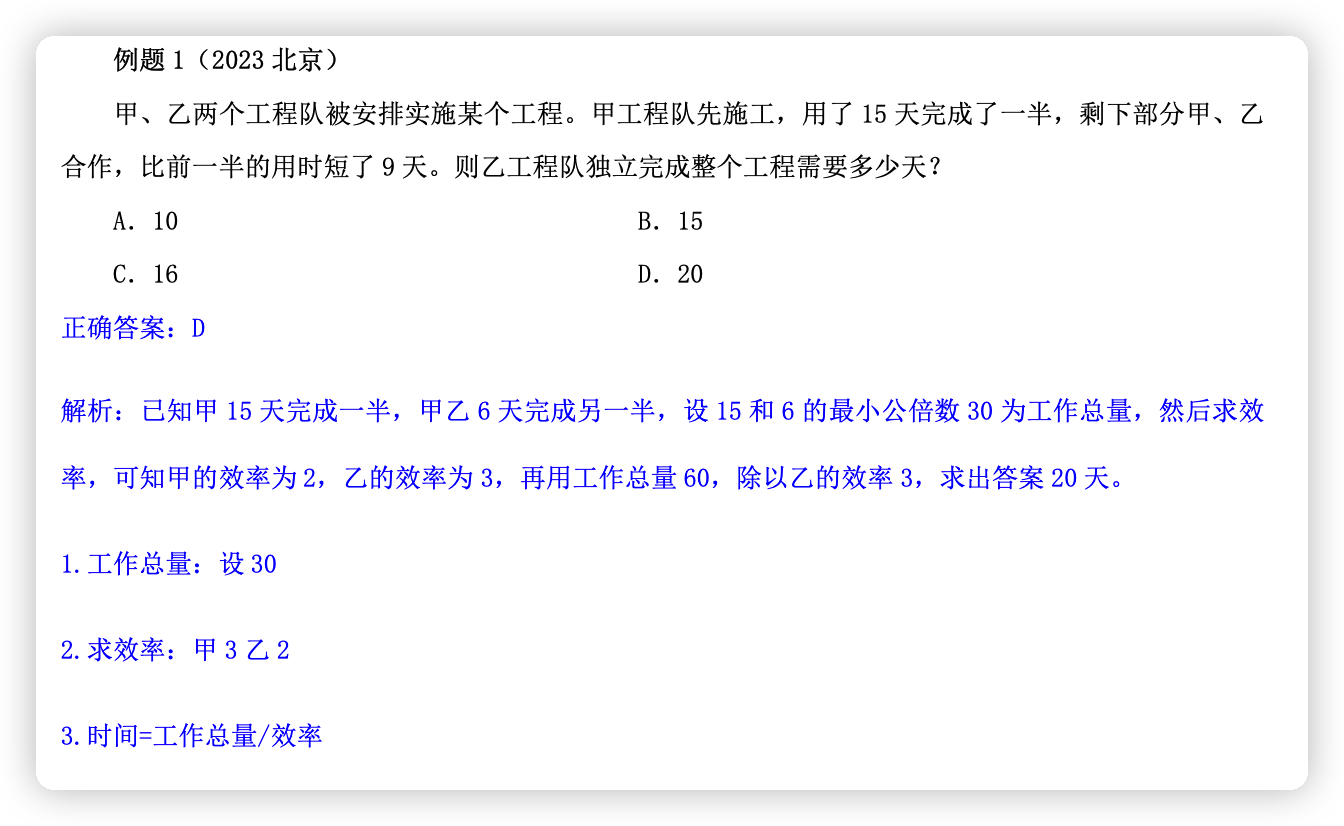 例题 1（2023 北京）
甲、乙两个工程队被安排实施某个工程。甲工程队先施工，用了 15 天完成了一半，剩下部分甲、乙
合作，比前一半的用时短了 9 天。则乙工程队独立完成整个工程需要多少天？
A．10 B．15
C．16 D．20
正确答案：D
解析：已知甲 15 天完成一半，甲乙 6 天完成另一半，设 15 和 6 的最小公倍数 30 为工作总量，然后求效
率，可知甲的效率为 2，乙的效率为 3，再用工作总量 60，除以乙的效率 3，求出答案 20 天。
1.工作总量：设 30
2.求效率：甲 3 乙 2
3.时间=工作总量/效率